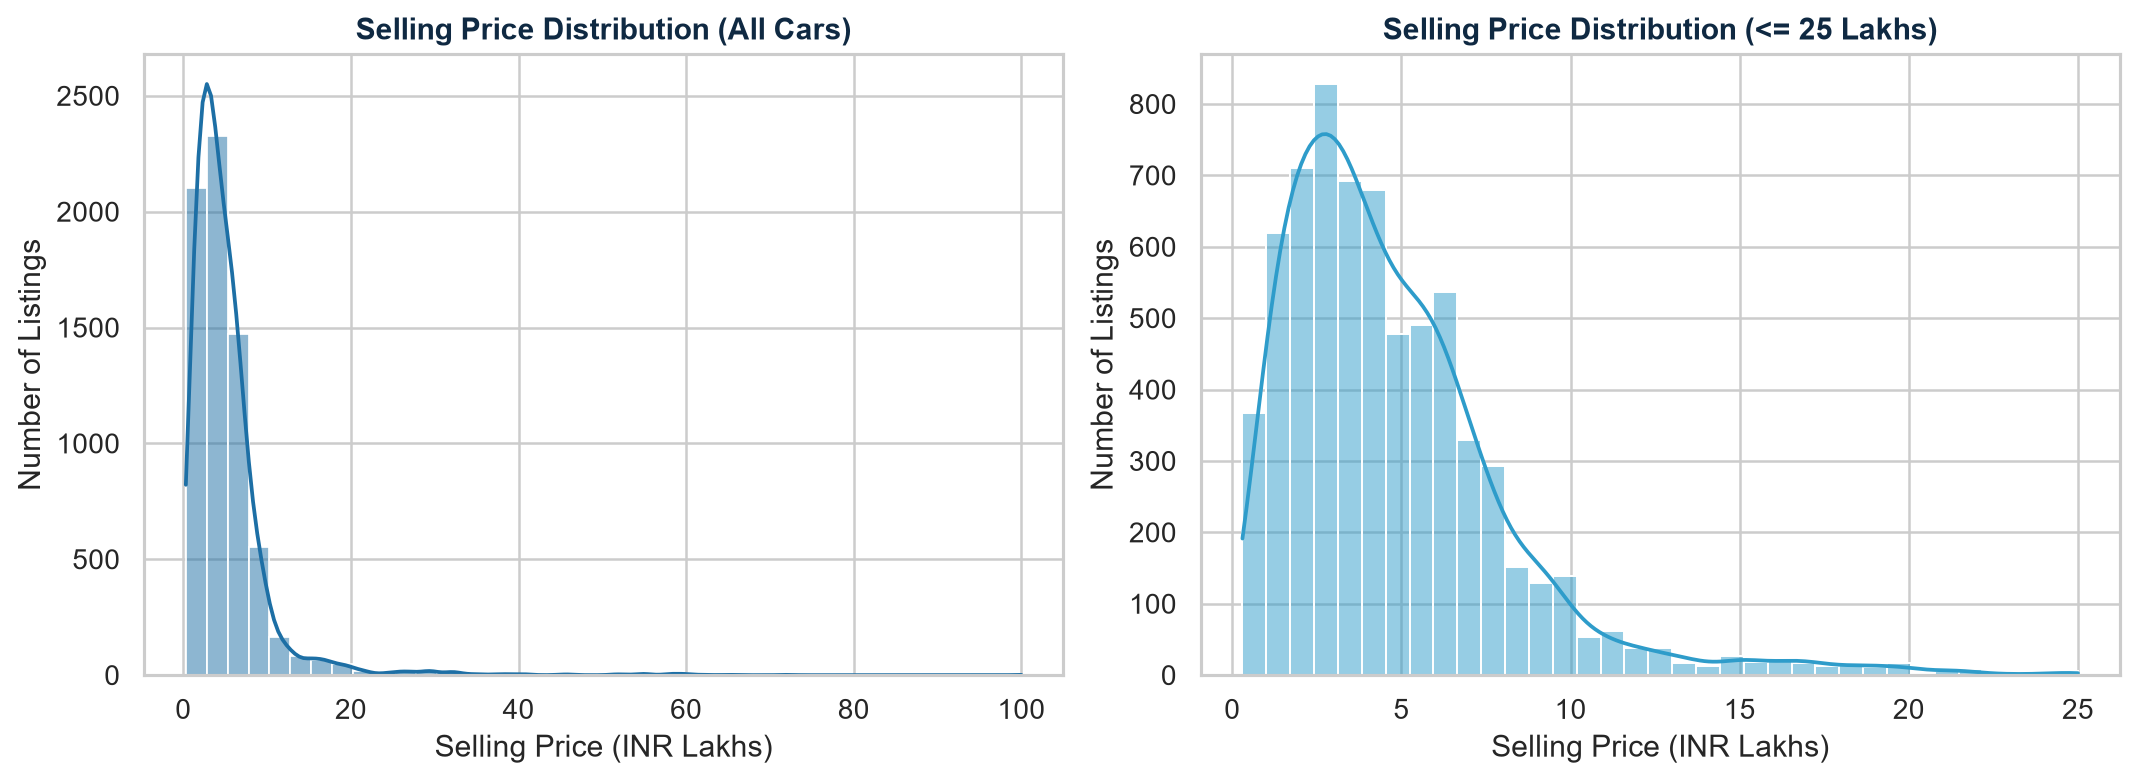 Selling Price Distribution (All Cars)
2500
2000
1500
1000
500
0
Number of Listings
0 20 40 60 80 100
Selling Price (INR Lakhs)
Selling Price Distribution (<= 25 Lakhs)
800
700
600
500
400
300
200
100
0
Number of Listings
0 5 10 15 20 25
Selling Price (INR Lakhs)